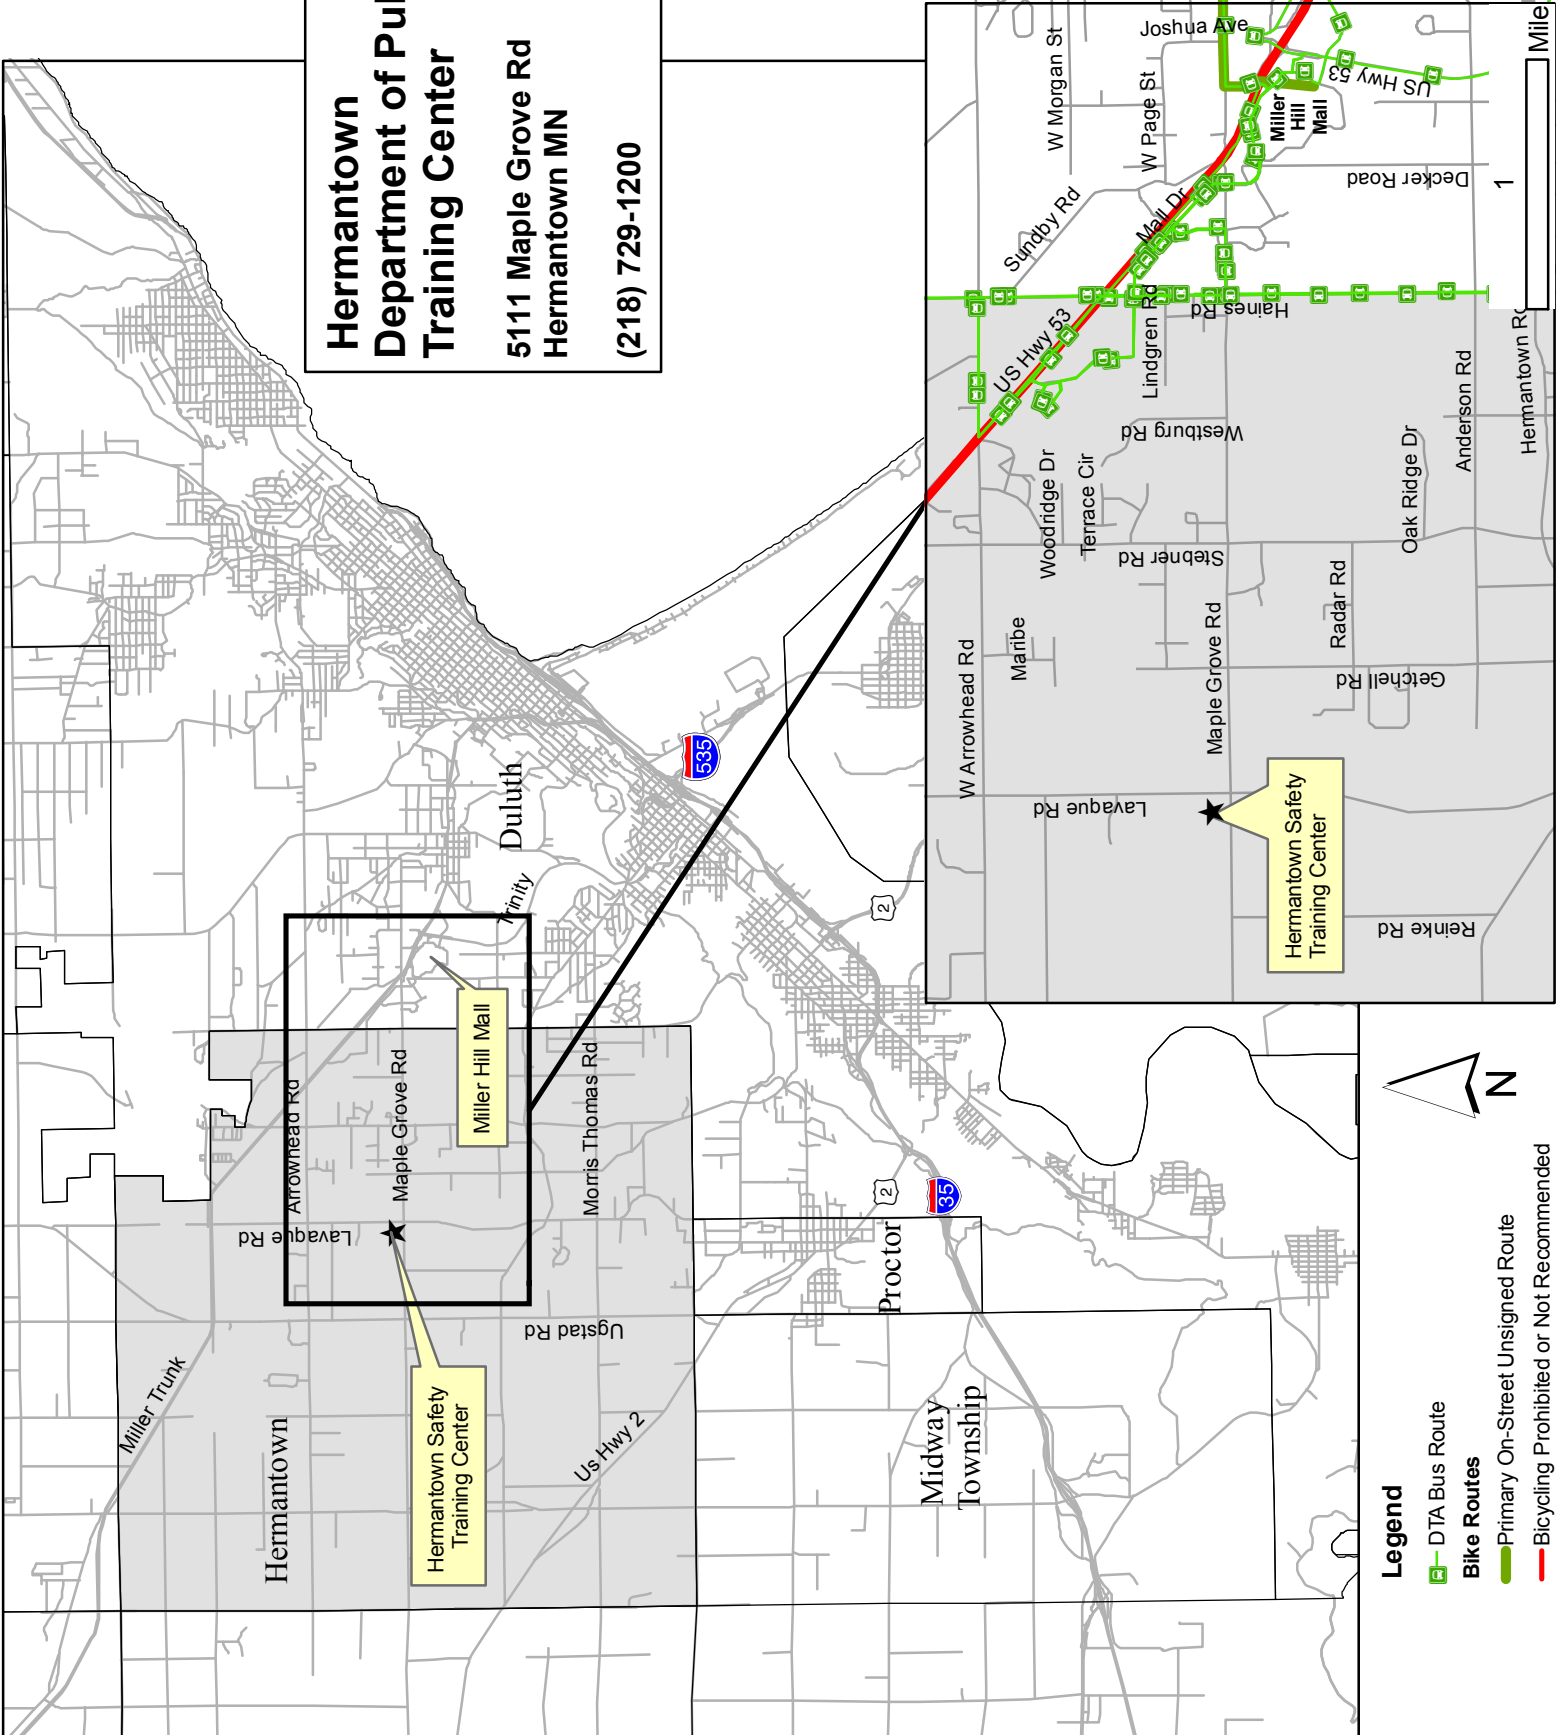 Hermantown
Department of Pu
Training Center
5111 Maple Grove Rd
Hermantown MN
(218) 729-1200
Miller Trunk
Hermantown
Lavaque Rd
Arrowhead Rd
Maple Grove Rd
Miller Hill Mall
Morris Thomas Rd
Ugstad Rd
Us Hwy 2
Hermantown Safety
Training Center
Trinity
Duluth
535
2
2
35
Proctor
Midway
Township
W Arrowhead Rd
Maribe
Woodridge Dr
Terrace Cir
US Hwy 53
Sundby Rd
W Morgan St
Joshua Ave
W Page St
Mall Dr
US Hwy 53
Miller
Hill
Mall
Decker Road
Haines Rd
Lindgren Rd
Westburg Rd
Stebner Rd
Lavaque Rd
Maple Grove Rd
Radar Rd
Getchell Rd
Oak Ridge Dr
Anderson Rd
Hermantown
Reinke Rd
Hermantown Safety
Training Center
1
Mile
N
Legend
DTA Bus Route
Bike Routes
Primary On-Street Unsigned Route
Bicycling Prohibited or Not Recommended